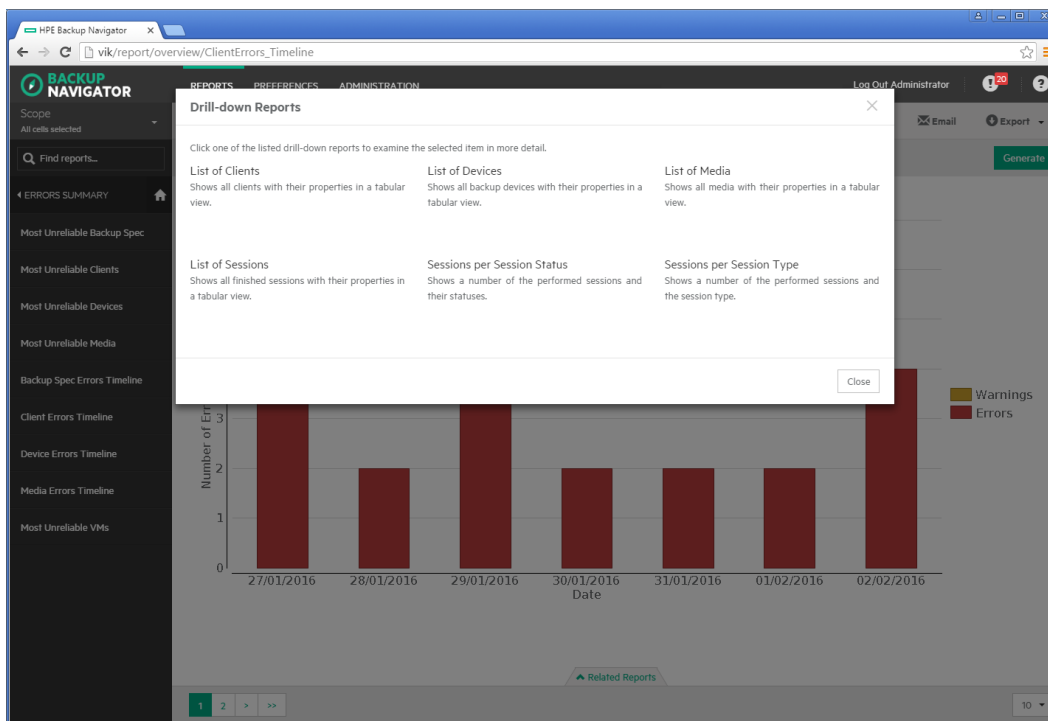 HPE Backup Navigator
vik/report/overview/ClientErrors_Timeline
BACKUP
NAVIGATOR
REPORTS PREFERENCES ADMINISTRATION
Log Out Administrator
20
?
Scope
All cells selected
Email
Export
Find reports...
Generate
ERRORS SUMMARY
Most Unreliable Backup Spec
Most Unreliable Clients
Most Unreliable Devices
Most Unreliable Media
Backup Spec Errors Timeline
Client Errors Timeline
Device Errors Timeline
Media Errors Timeline
Most Unreliable VMs
Drill-down Reports
Click one of the listed drill-down reports to examine the selected item in more detail.
List of Clients
Shows all clients with their properties in a tabular
view.
List of Devices
Shows all backup devices with their properties in a
tabular view.
List of Media
Shows all media with their properties in a tabular
view.
List of Sessions
Shows all finished sessions with their properties in
a tabular view.
Sessions per Session Status
Shows a number of the performed sessions and
their statuses.
Sessions per Session Type
Shows a number of the performed sessions and
the session type.
Close
Warnings
Errors
Number of Err
3
2
1
0
27/01/2016 28/01/2016 29/01/2016 30/01/2016 31/01/2016 01/02/2016 02/02/2016
Date
Related Reports
1 2 > >>
10